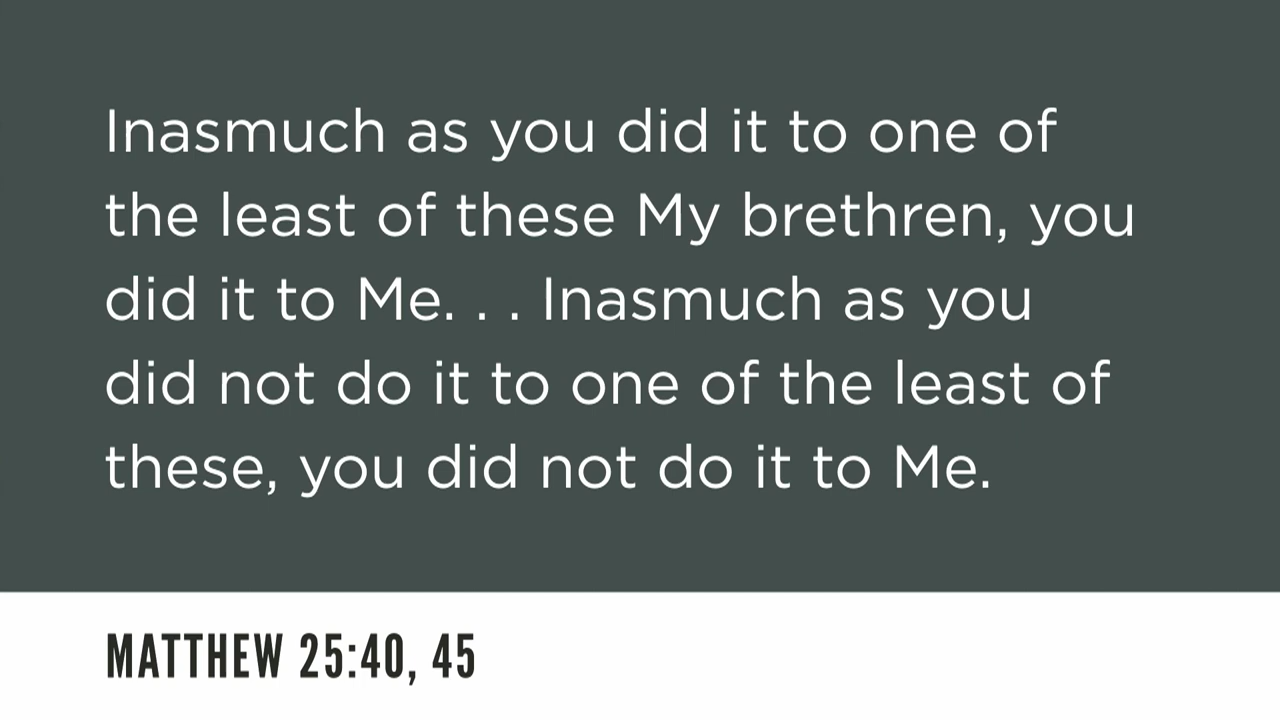 Inasmuch as you did it to one of
the least of these My brethren, you
did it to Me. . . Inasmuch as you
did not do it to one of the least of
these, you did not do it to Me.
MATTHEW 25:40, 45